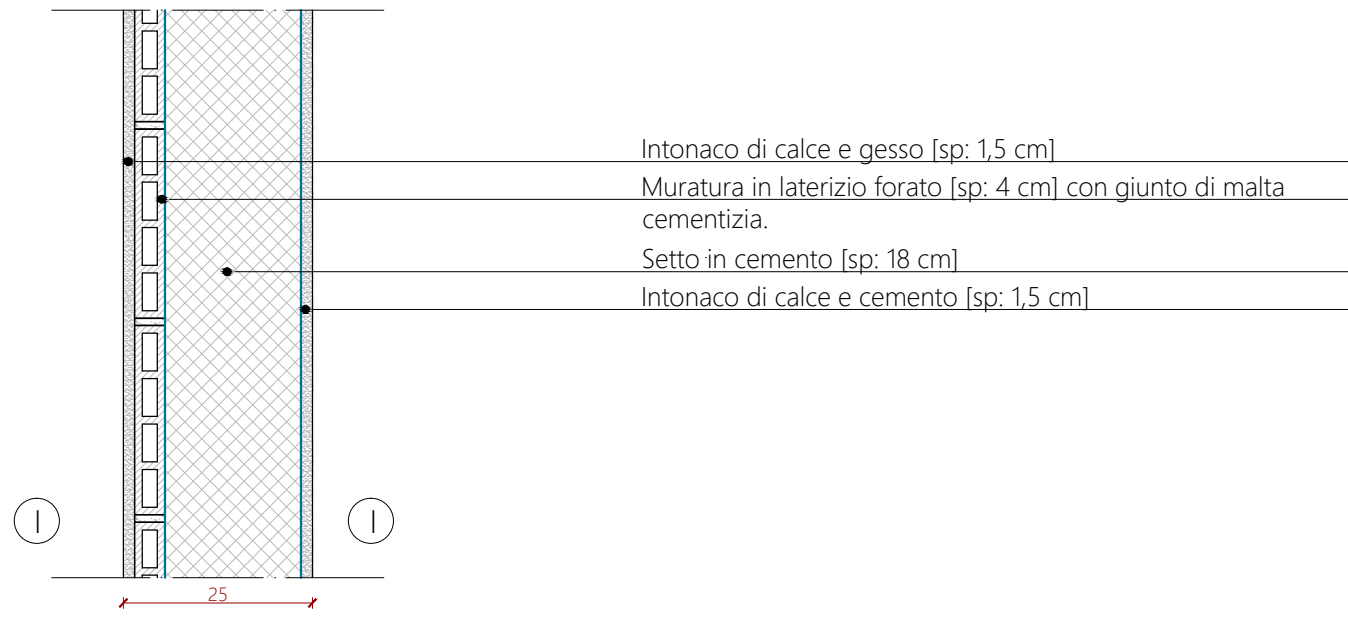 Intonaco di calce e gesso [sp: 1,5 cm]
Muratura in laterizio forato [sp: 4 cm] con giunto di malta
cementizia.
Setto in cemento [sp: 18 cm]
Intonaco di calce e cemento [sp: 1,5 cm]
I
I
25